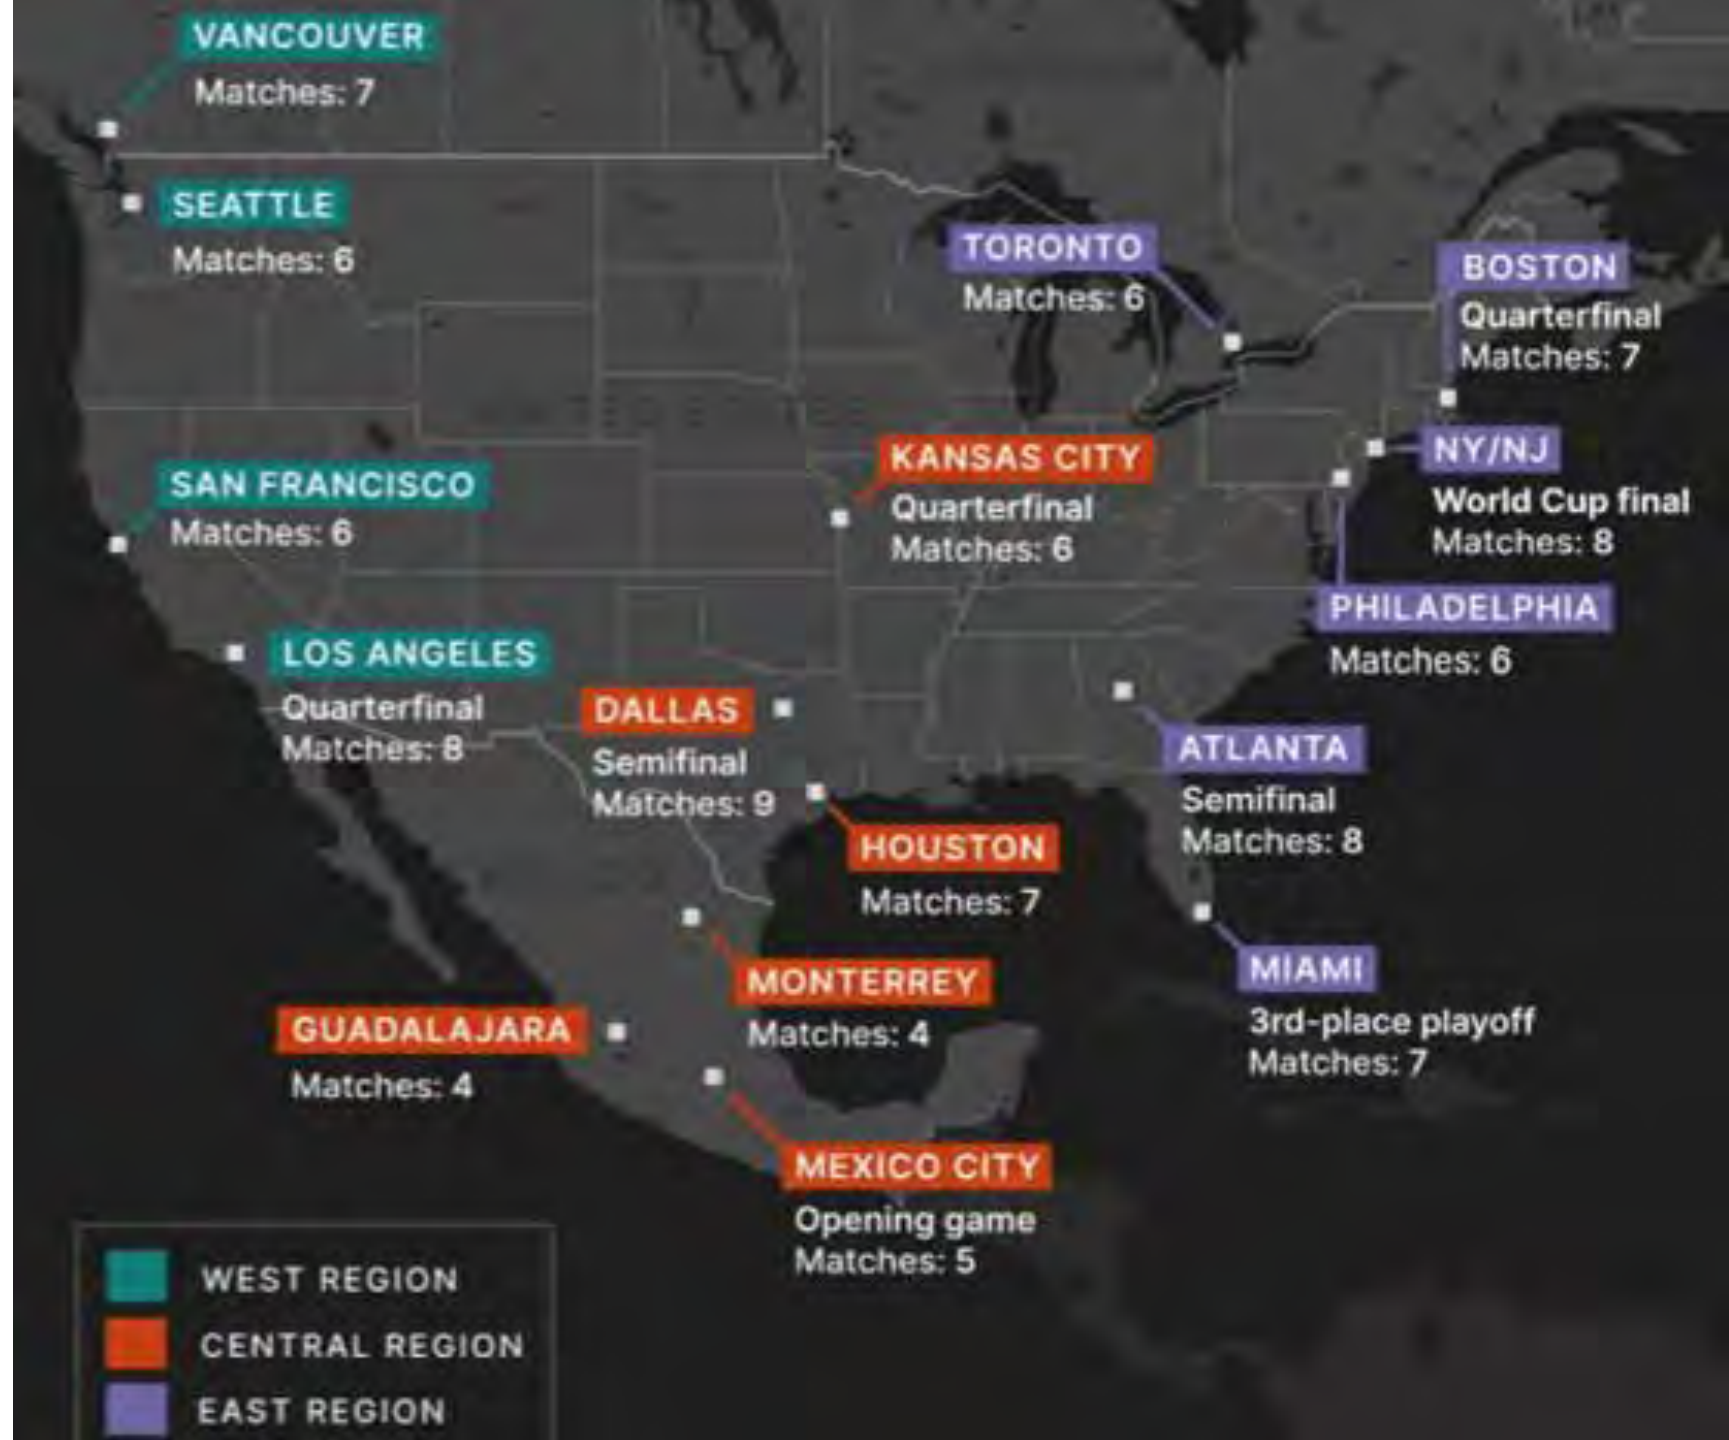 VANCOUVER
Matches: 7
SEATTLE
Matches: 6
TORONTO
Matches: 6
BOSTON
Quarterfinal
Matches: 7
KANSAS CITY
Quarterfinal
Matches: 6
NY/NJ
World Cup final
Matches: 8
SAN FRANCISCO
Matches: 6
PHILADELPHIA
Matches: 6
LOS ANGELES
Quarterfinal
Matches: 8
DALLAS
Semifinal
Matches: 9
ATLANTA
Semifinal
Matches: 8
HOUSTON
Matches: 7
MONTERREY
Matches: 4
MIAMI
3rd-place playoff
Matches: 7
GUADALAJARA
Matches: 4
MEXICO CITY
Opening game
Matches: 5
WEST REGION
CENTRAL REGION
EAST REGION